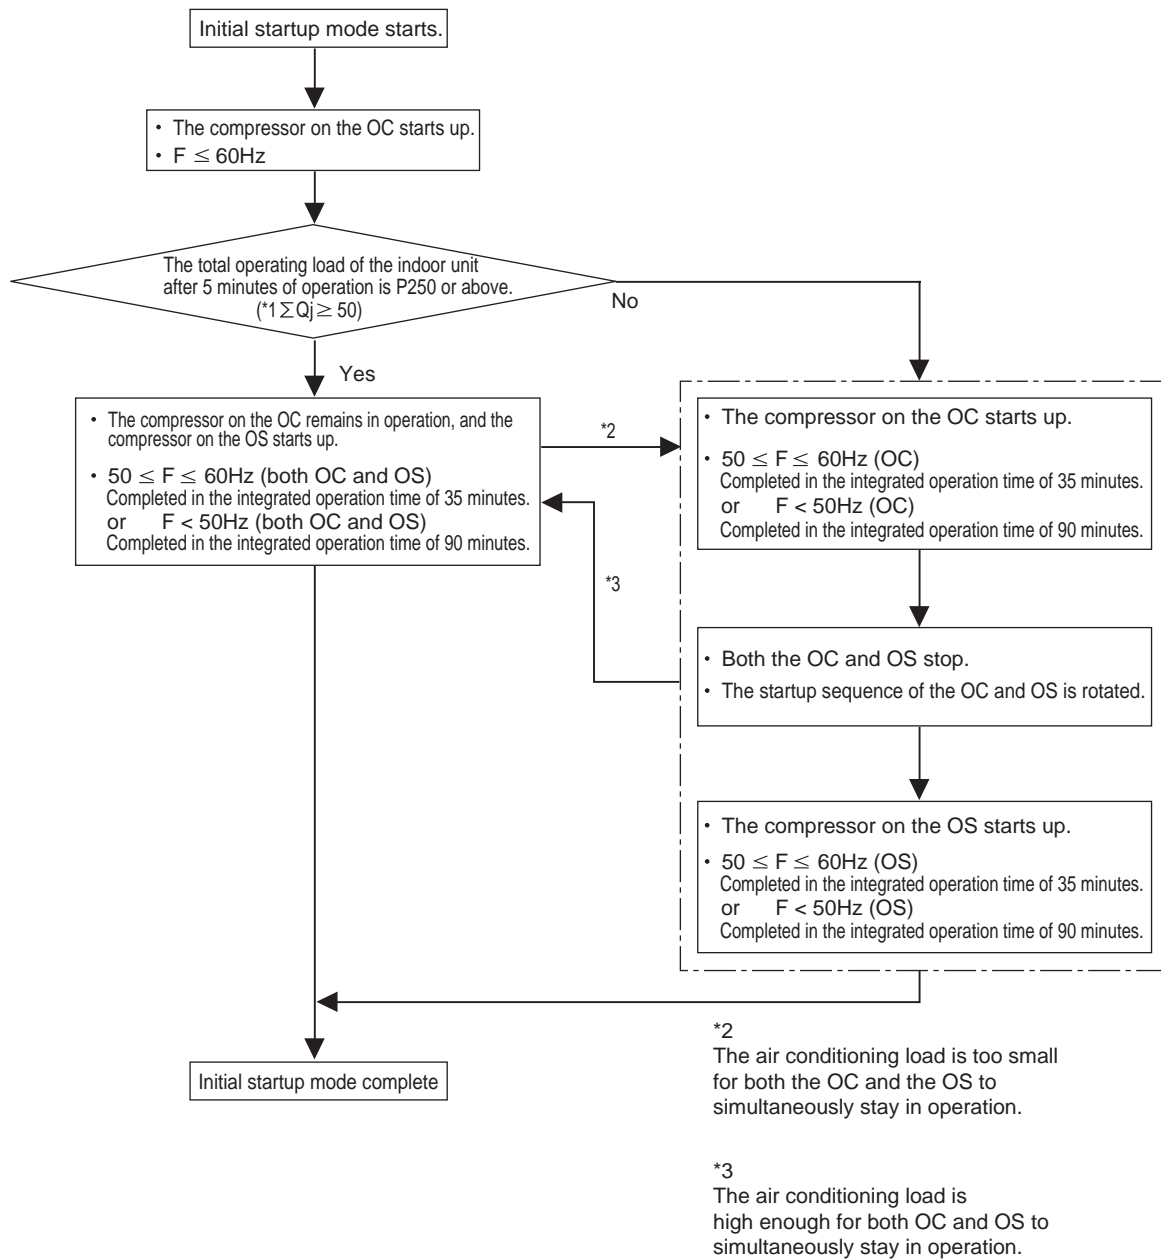 Initial startup mode starts.
• The compressor on the OC starts up.
• F ≤ 60Hz
The total operating load of the indoor unit
after 5 minutes of operation is P250 or above.
(*1 ΣQj ≥ 50)
No
Yes
• The compressor on the OC remains in operation, and the
compressor on the OS starts up.
• 50 ≤ F ≤ 60Hz (both OC and OS)
Completed in the integrated operation time of 35 minutes.
or F < 50Hz (both OC and OS)
Completed in the integrated operation time of 90 minutes.
*2
*3
• The compressor on the OC starts up.
• 50 ≤ F ≤ 60Hz (OC)
Completed in the integrated operation time of 35 minutes.
or F < 50Hz (OC)
Completed in the integrated operation time of 90 minutes.
• Both the OC and OS stop.
• The startup sequence of the OC and OS is rotated.
• The compressor on the OS starts up.
• 50 ≤ F ≤ 60Hz (OS)
Completed in the integrated operation time of 35 minutes.
or F < 50Hz (OS)
Completed in the integrated operation time of 90 minutes.
Initial startup mode complete
*2
The air conditioning load is too small
for both the OC and the OS to
simultaneously stay in operation.
*3
The air conditioning load is
high enough for both OC and OS to
simultaneously stay in operation.